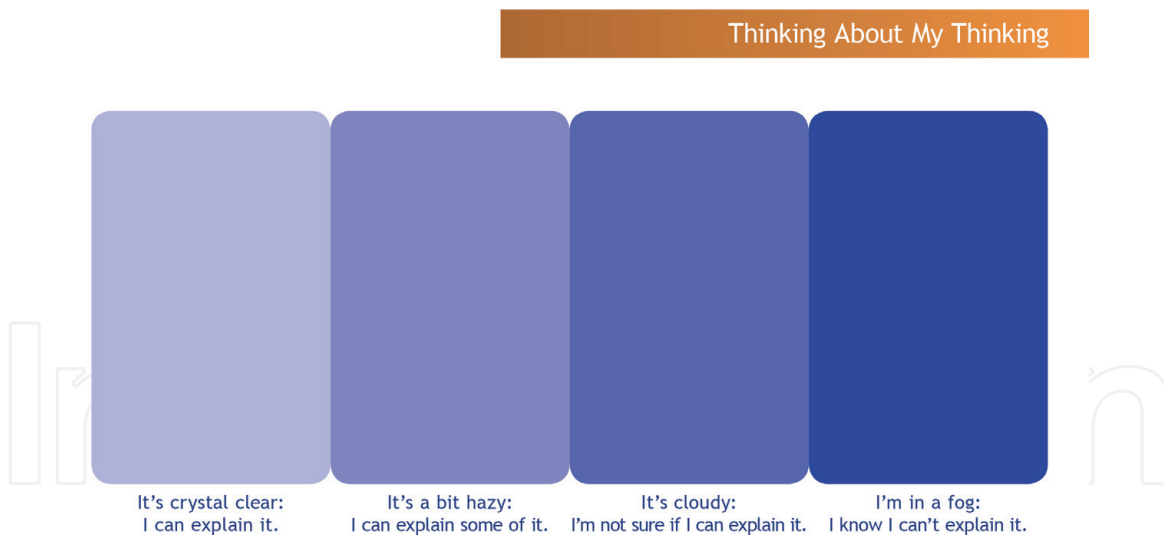 Thinking About My Thinking
It's crystal clear:
I can explain it.
It's a bit hazy:
I can explain some of it.
It's cloudy:
I'm not sure if I can explain it.
I'm in a fog:
I know I can't explain it.